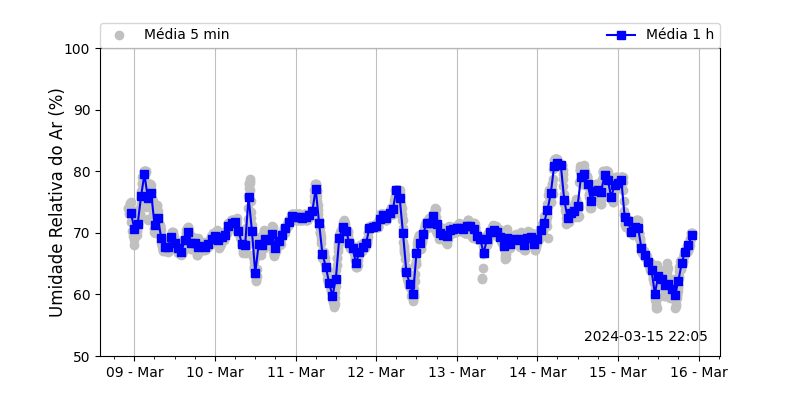 Média 5 min
Média 1 h
Umidade Relativa do Ar (%)
100
90
80
70
60
50
2024-03-15 22:05
09 - Mar
10 - Mar
11 - Mar
12 - Mar
13 - Mar
14 - Mar
15 - Mar
16 - Mar